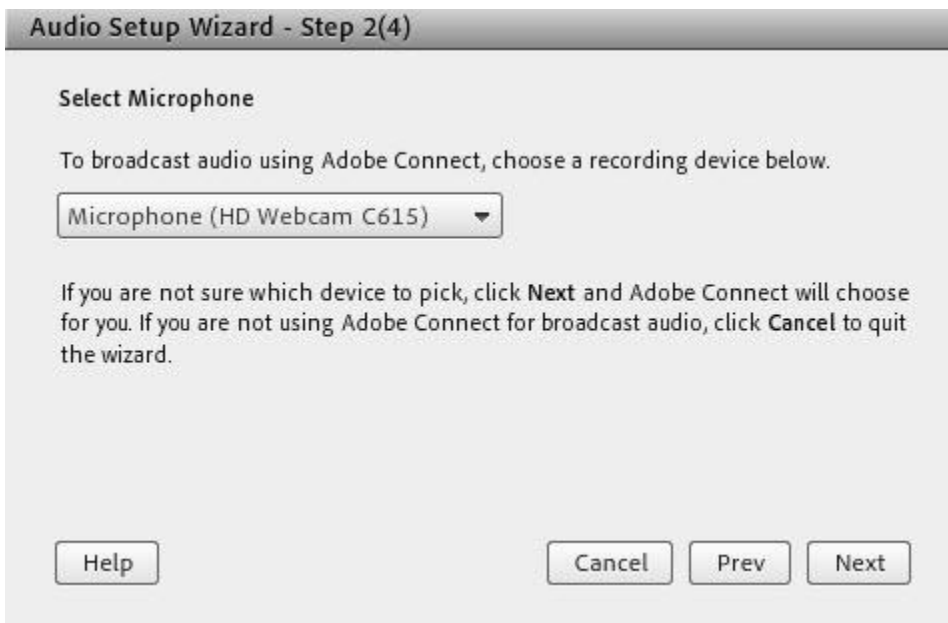 Audio Setup Wizard - Step 2(4)
Select Microphone
To broadcast audio using Adobe Connect, choose a recording device below.
Microphone (HD Webcam C615)
If you are not sure which device to pick, click Next and Adobe Connect will choose
for you. If you are not using Adobe Connect for broadcast audio, click Cancel to quit
the wizard.
Help Cancel Prev Next